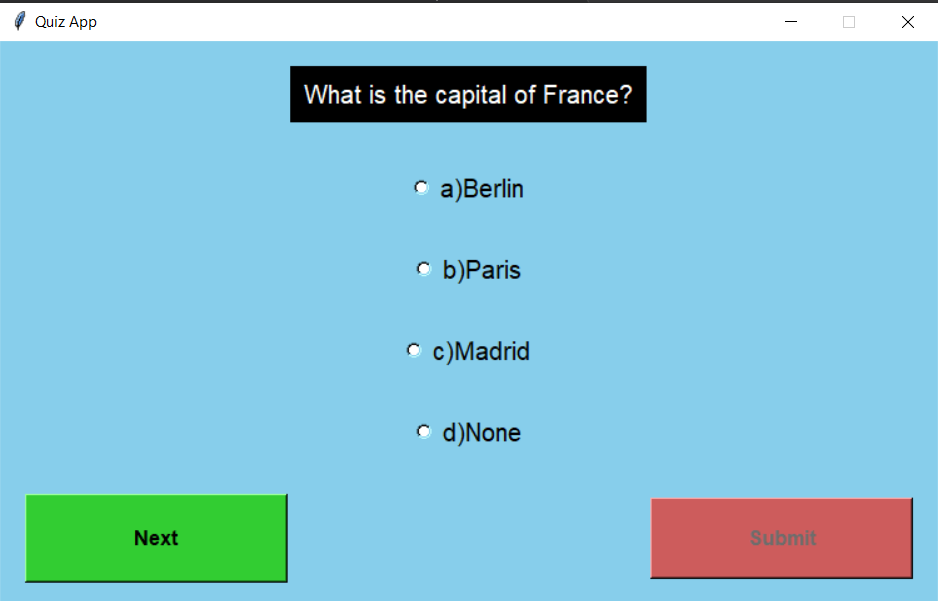 Quiz App
What is the capital of France?
a)Berlin
b)Paris
c)Madrid
d)None
Next
Submit